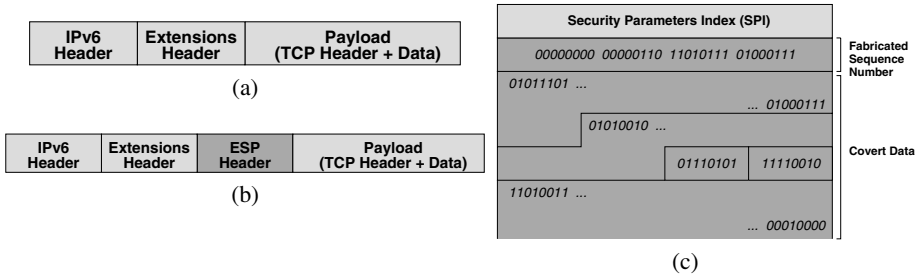 IPv6
Header
Extensions
Header
Payload
(TCP Header + Data)
(a)
IPv6
Header
Extensions
Header
ESP
Header
Payload
(TCP Header + Data)
(b)
Security Parameters Index (SPI)
00000000 00000110 11010111 01000111
Fabricated
Sequence
Number
01011101 ...
... 01000111
01010010 ...
01110101
11110010
Covert Data
11010011 ...
... 00010000
(c)